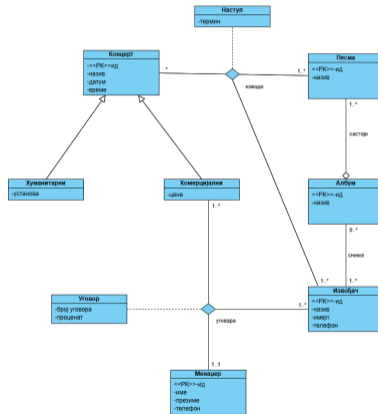 Наступ
-термин
Концерт
-<<PK>>ид
-назив
-датум
-време
*
1..*
Песма
<<PK>>-ид
-назив
изводи
1..*
састоји
Хуманитарни
-установа
Комерцијални
-цена
1..*
Албум
<<PK>>-ид
-назив
0..*
снима
1..*
1..*
Уговор
-број уговора
-проценат
уговара
1..*
Извођач
<<PK>>-ид
-назив
-имејл
-телефон
1..1
Менаџер
<<PK>>-ид
-име
-презиме
-телефон